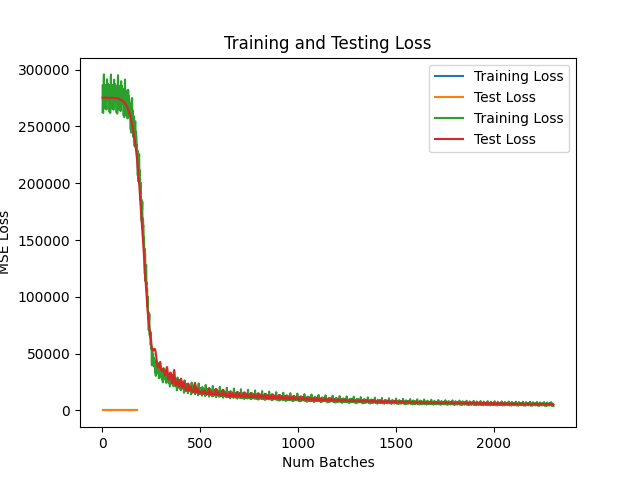 Training and Testing Loss
300000
250000
200000
150000
100000
50000
0
MSE Loss
Training Loss
Test Loss
Training Loss
Test Loss
0
500
1000
1500
2000
Num Batches